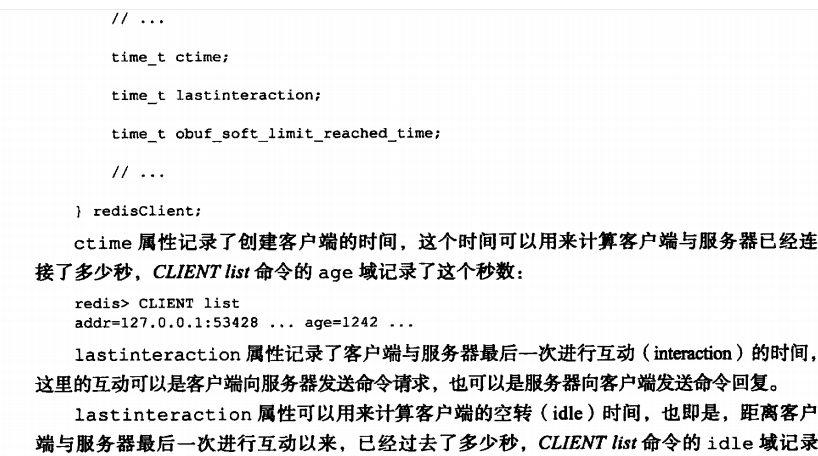 // ...
time_t ctime;
time_t lastinteraction;
time_t obuf_soft_limit_reached_time;
// ...
} redisClient;
ctime 属性记录了创建客户端的时间，这个时间可以用来计算客户端与服务器已经连
接了多少秒，CLIENT list 命令的 age 域记录了这个秒数：
redis> CLIENT list
addr=127.0.0.1:53428 ... age=1242 ...
lastinteraction 属性记录了客户端与服务器最后一次进行互动（interaction）的时间，
这里的互动可以是客户端向服务器发送命令请求，也可以是服务器向客户端发送命令回复。
lastinteraction 属性可以用来计算客户端的空转（idle）时间，也即是，距离客户
端与服务器最后一次进行互动以来，已经过去了多少秒，CLIENT list 命令的 idle 域记录